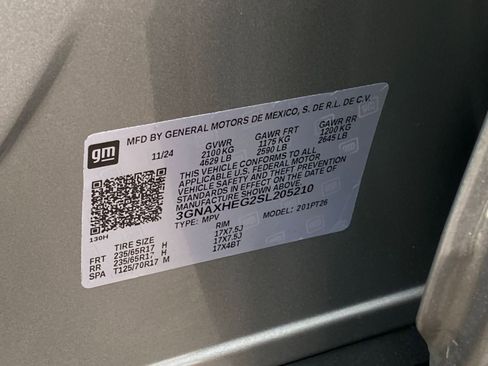 gm
MFD BY GENERAL MOTORS DE MEXICO, S. DE R.L. DE C.V.
11/24 GVWR GAWR FRT GAWR RR
2100 KG 1175 KG 1200 KG
4629 LB 2590 LB 2645 LB
THIS VEHICLE CONFORMS TO ALL
APPLICABLE U.S. FEDERAL MOTOR
VEHICLE SAFETY AND THEFT PREVENTION
STANDARDS IN EFFECT ON THE DATE OF
MANUFACTURE SHOWN ABOVE.
3GNAXHEG2SL205210
TYPE: MPV MODEL: 201PT26
130H
TIRE SIZE RIM
FRT 235/65R17 H 17X7.5J
RR 235/65R17 H 17X7.5J
SPA T125/70R17 M 17X4BT